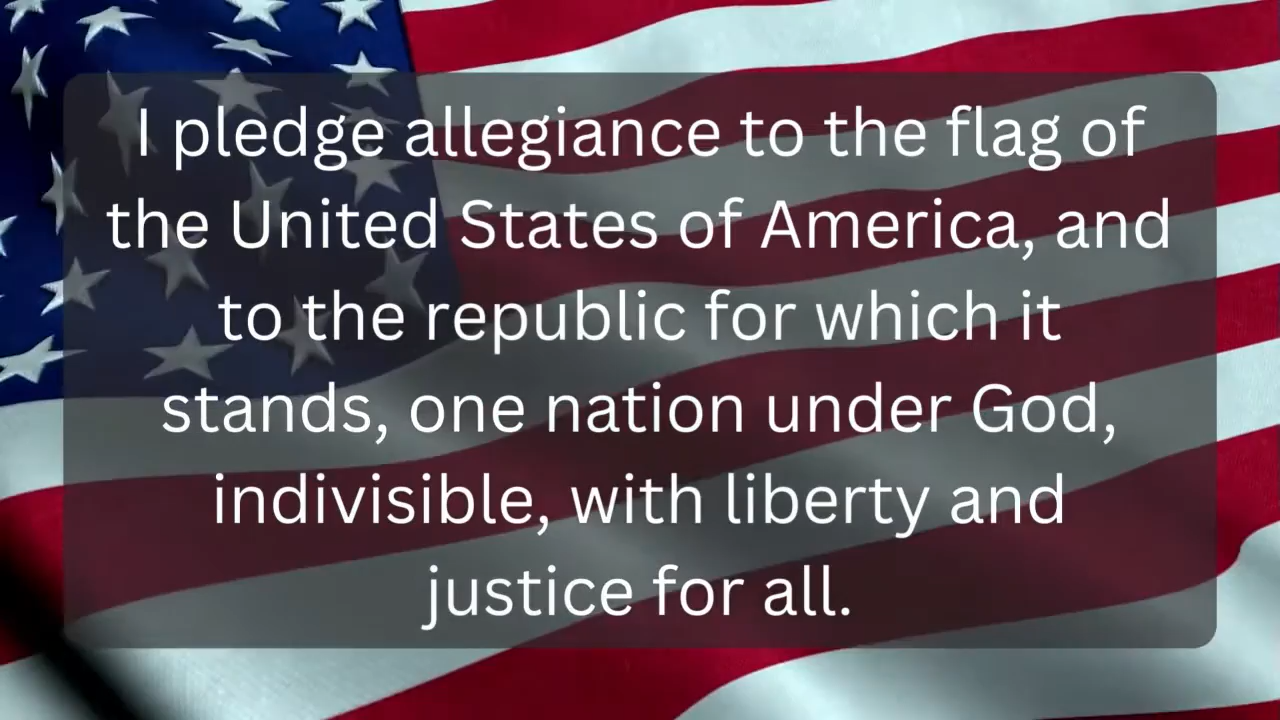 I pledge allegiance to the flag of
the United States of America, and
to the republic for which it
stands, one nation under God,
indivisible, with liberty and
justice for all.